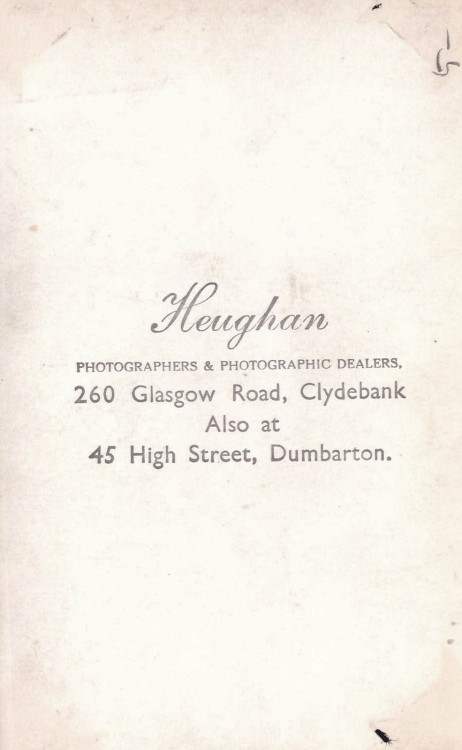 Heughan
PHOTOGRAPHERS & PHOTOGRAPHIC DEALERS,
260 Glasgow Road, Clydebank
Also at
45 High Street, Dumbarton.